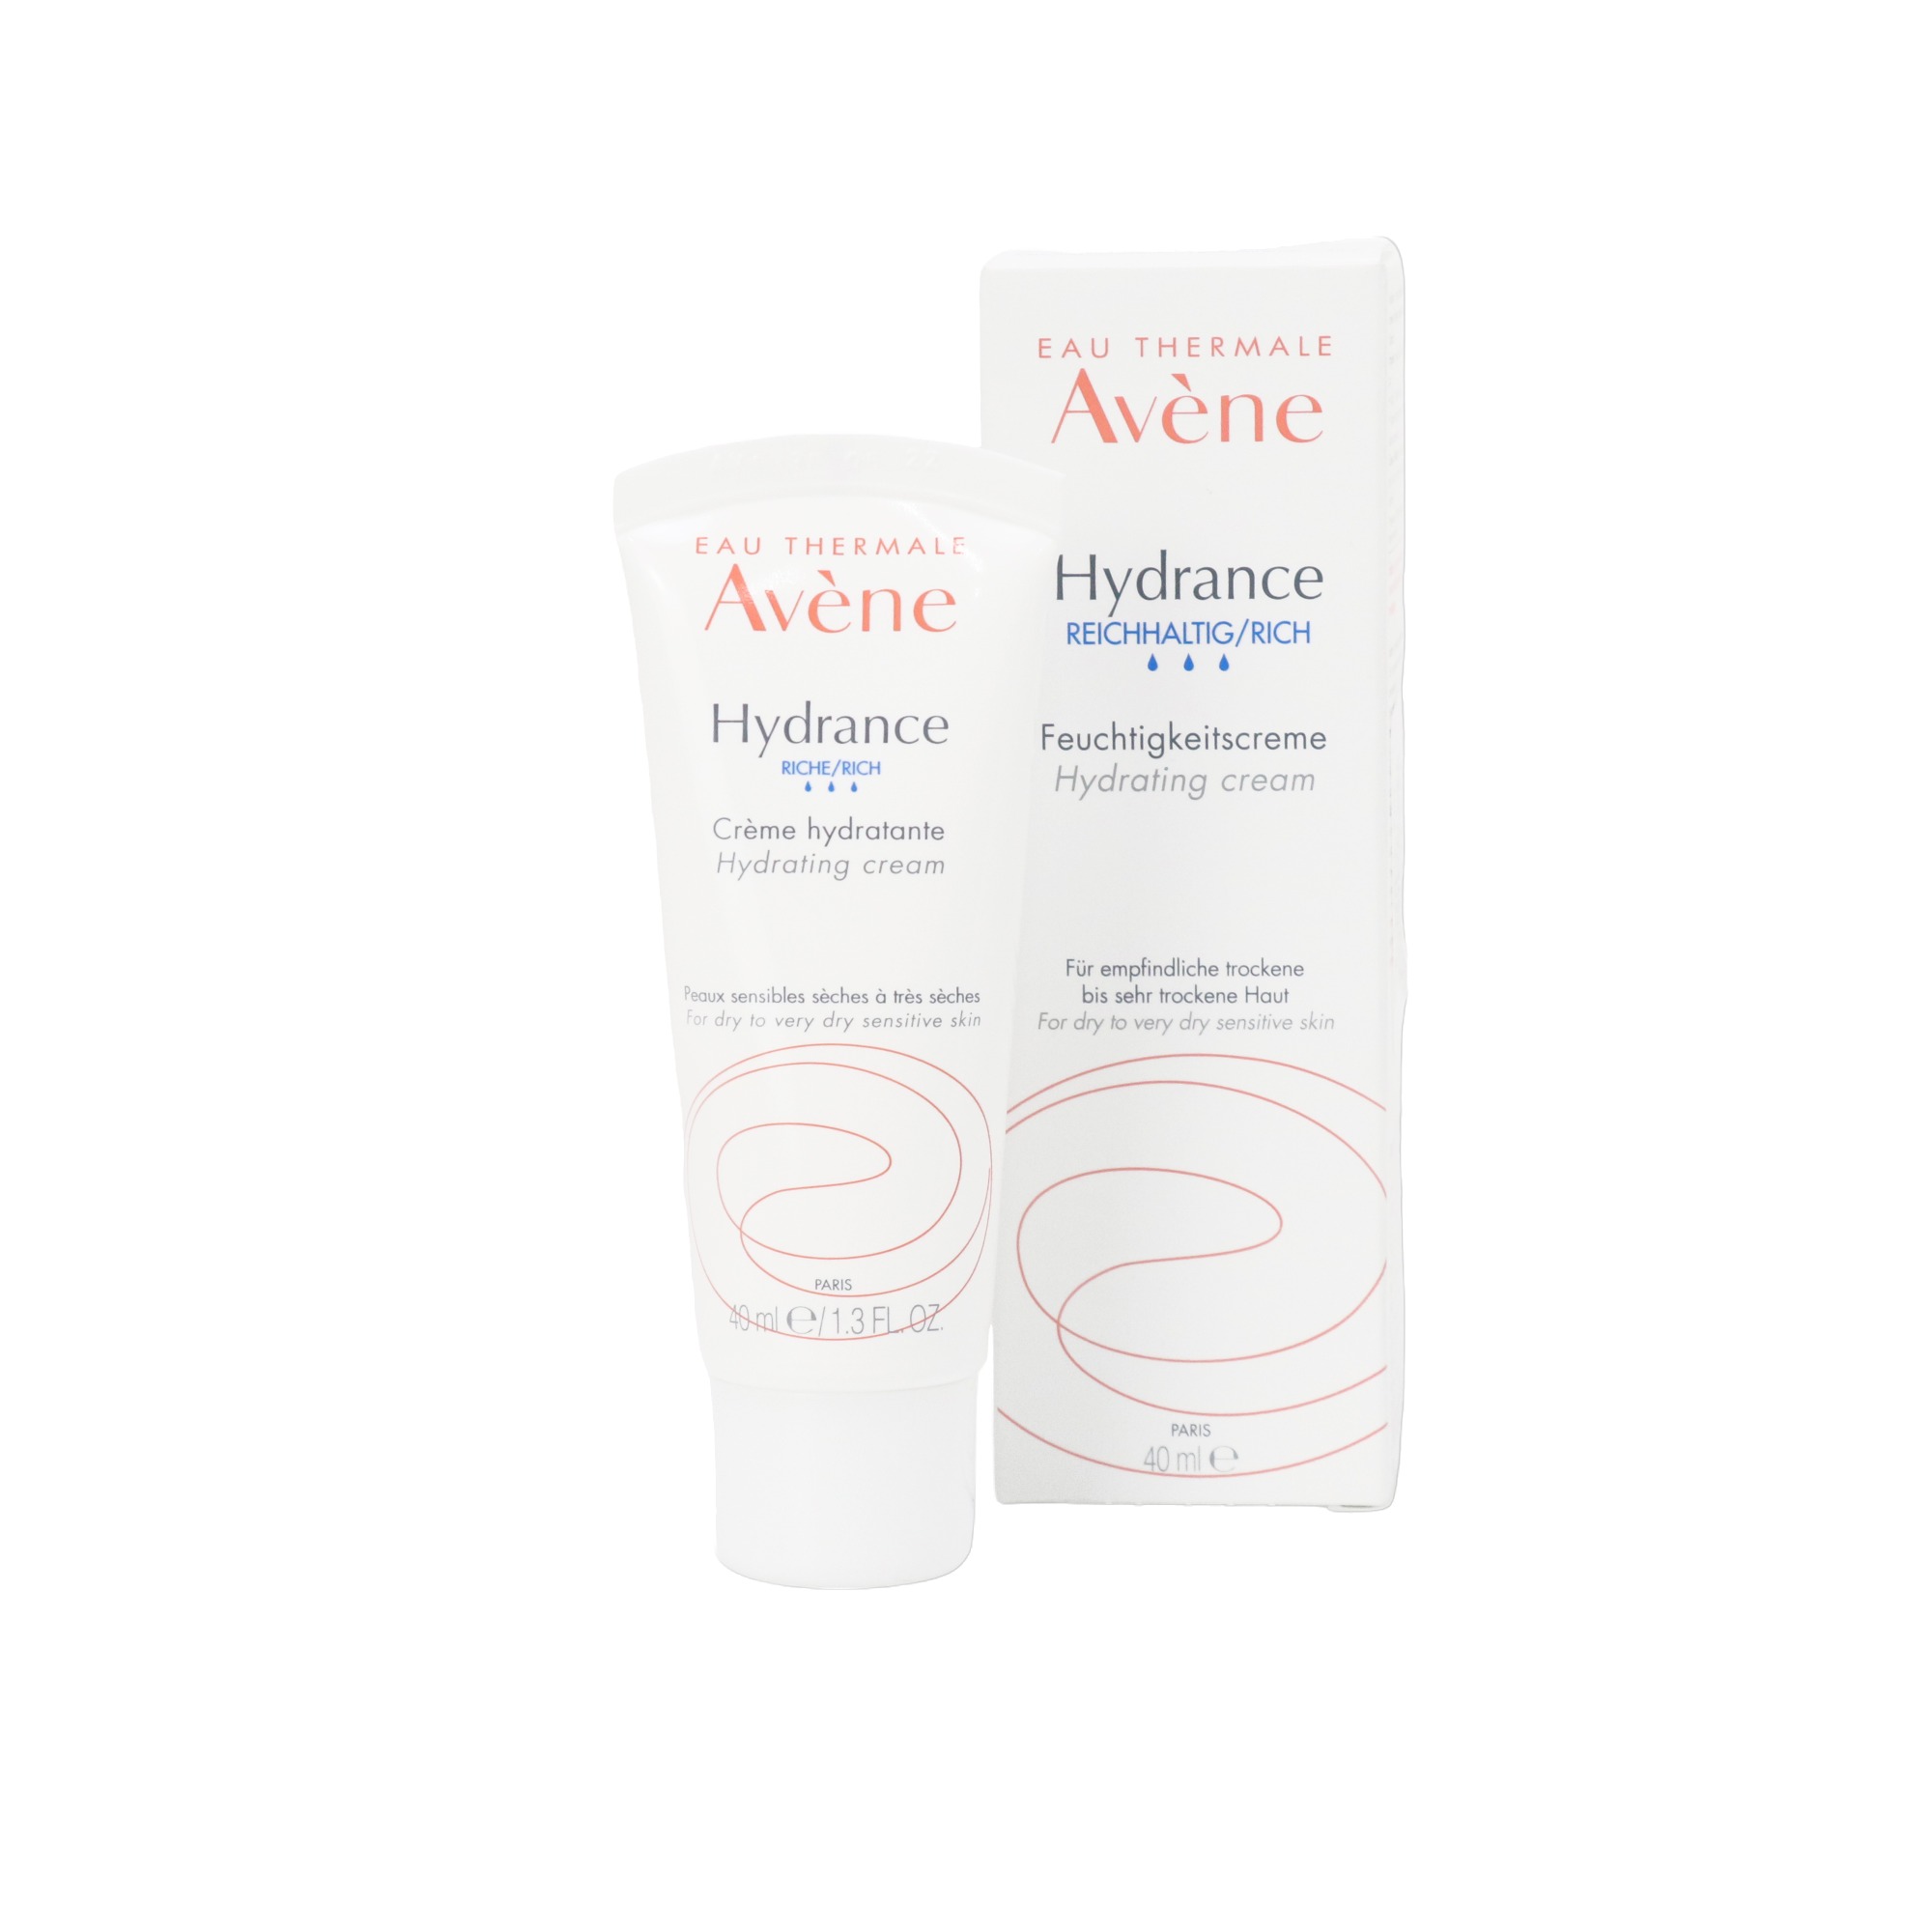 EAU THERMALE
Avène
Hydrance
RICHE/RICH
Crème hydratante
Hydrating cream
Peaux sensibles sèches à très sèches
For dry to very dry sensitive skin
PARIS
40 ml ℮/1.3 FL. OZ.
EAU THERMALE
Avène
Hydrance
REICHHALTIG/RICH
Feuchtigkeitscreme
Hydrating cream
Für empfindliche trockene
bis sehr trockene Haut
For dry to very dry sensitive skin
PARIS
40 ml ℮